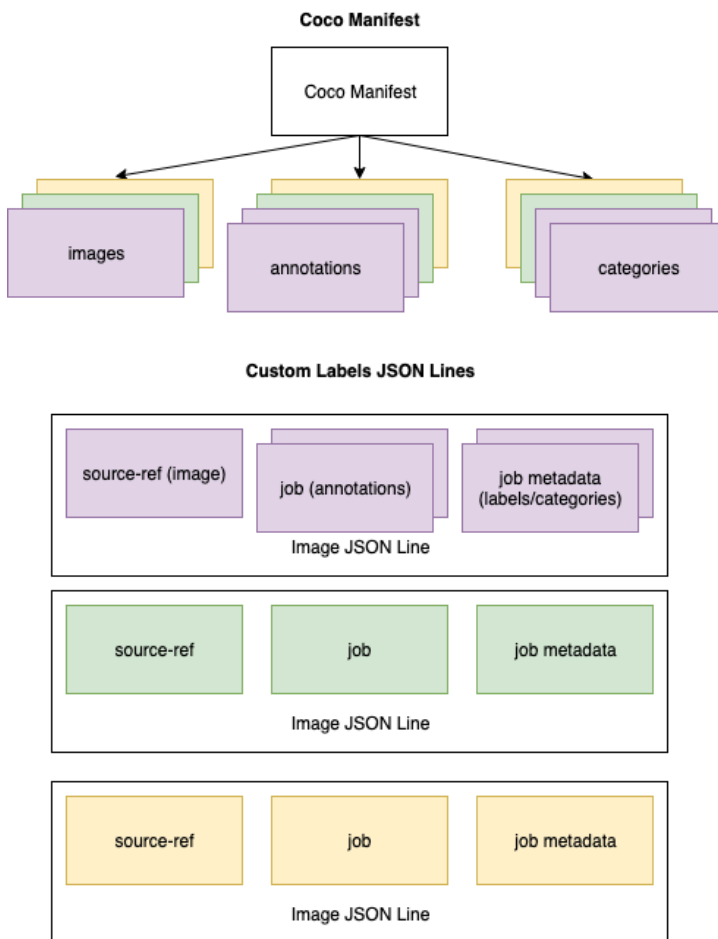 Coco Manifest
Coco Manifest
images
annotations
categories
Custom Labels JSON Lines
source-ref (image)
job (annotations)
job metadata
(labels/categories)
Image JSON Line
source-ref
job
job metadata
Image JSON Line
source-ref
job
job metadata
Image JSON Line